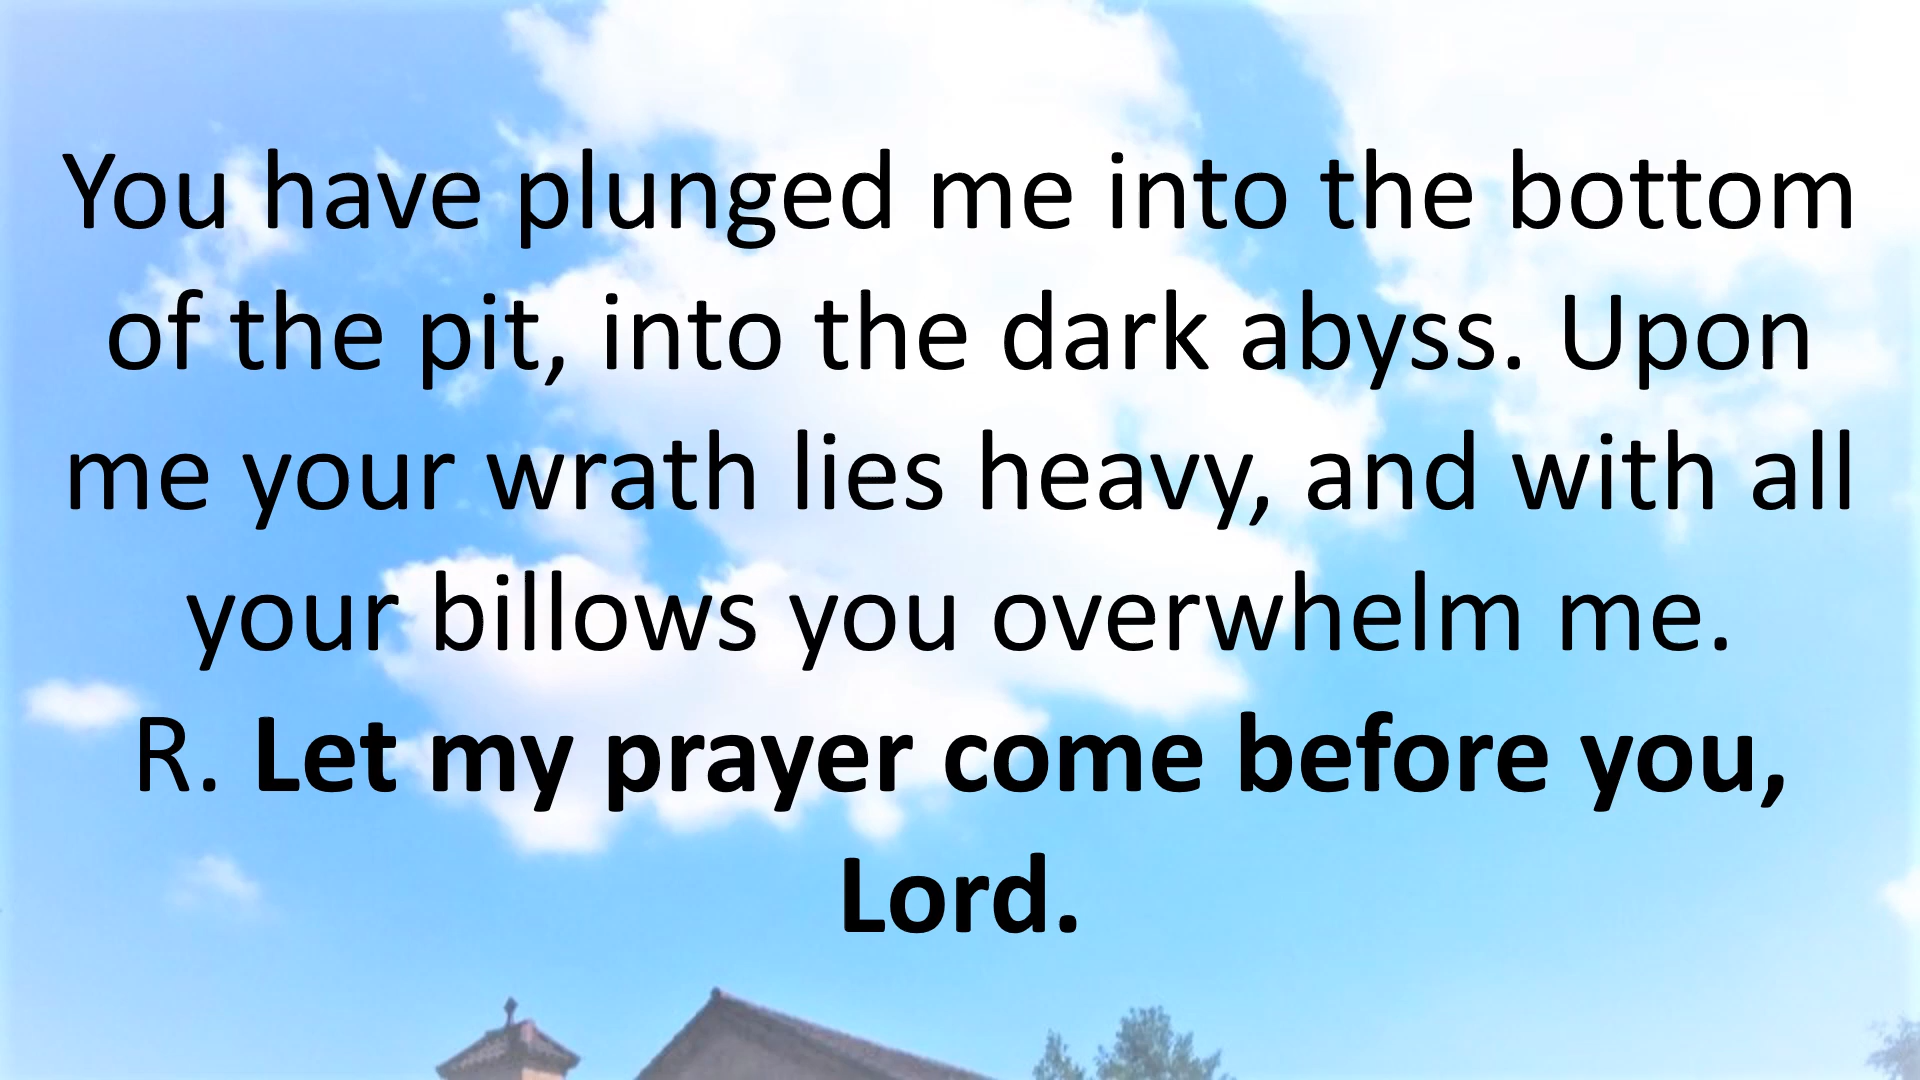 You have plunged me into the bottom
of the pit, into the dark abyss. Upon
me your wrath lies heavy, and with all
your billows you overwhelm me.
R. Let my prayer come before you,
Lord.